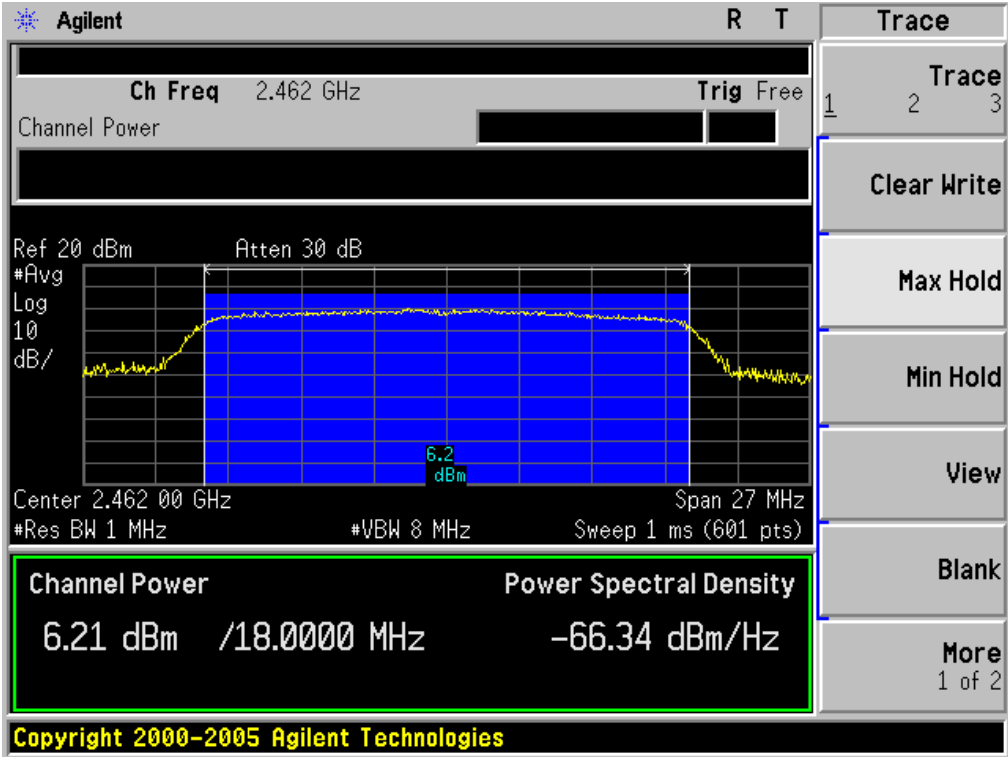 Agilent R T
Ch Freq 2.462 GHz Trig Free
Channel Power
Ref 20 dBm Atten 30 dB
#Avg
Log
10
dB/
6.2
dBm
Center 2.462 00 GHz Span 27 MHz
#Res BW 1 MHz #VBW 8 MHz Sweep 1 ms (601 pts)
Channel Power Power Spectral Density
6.21 dBm /18.0000 MHz -66.34 dBm/Hz
Copyright 2000-2005 Agilent Technologies
Trace
Trace
1 2 3
Clear Write
Max Hold
Min Hold
View
Blank
More
1 of 2